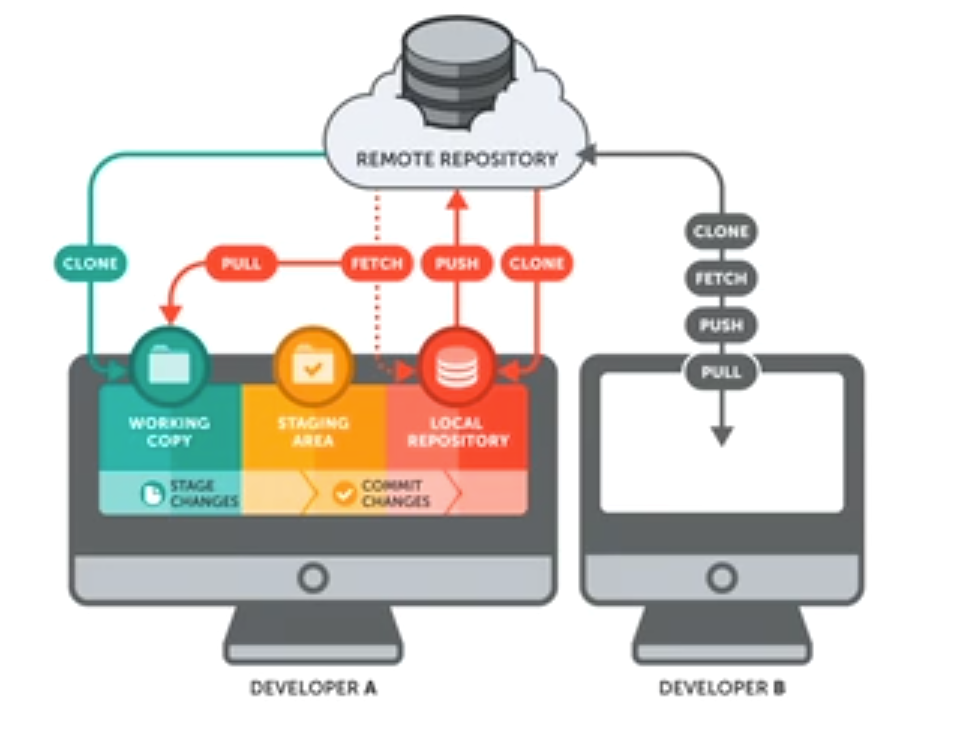 REMOTE REPOSITORY
CLONE
PULL
FETCH
PUSH
CLONE
CLONE
FETCH
PUSH
PULL
WORKING
COPY
STAGING
AREA
LOCAL
REPOSITORY
STAGE
CHANGES
COMMIT
CHANGES
DEVELOPER A
DEVELOPER B